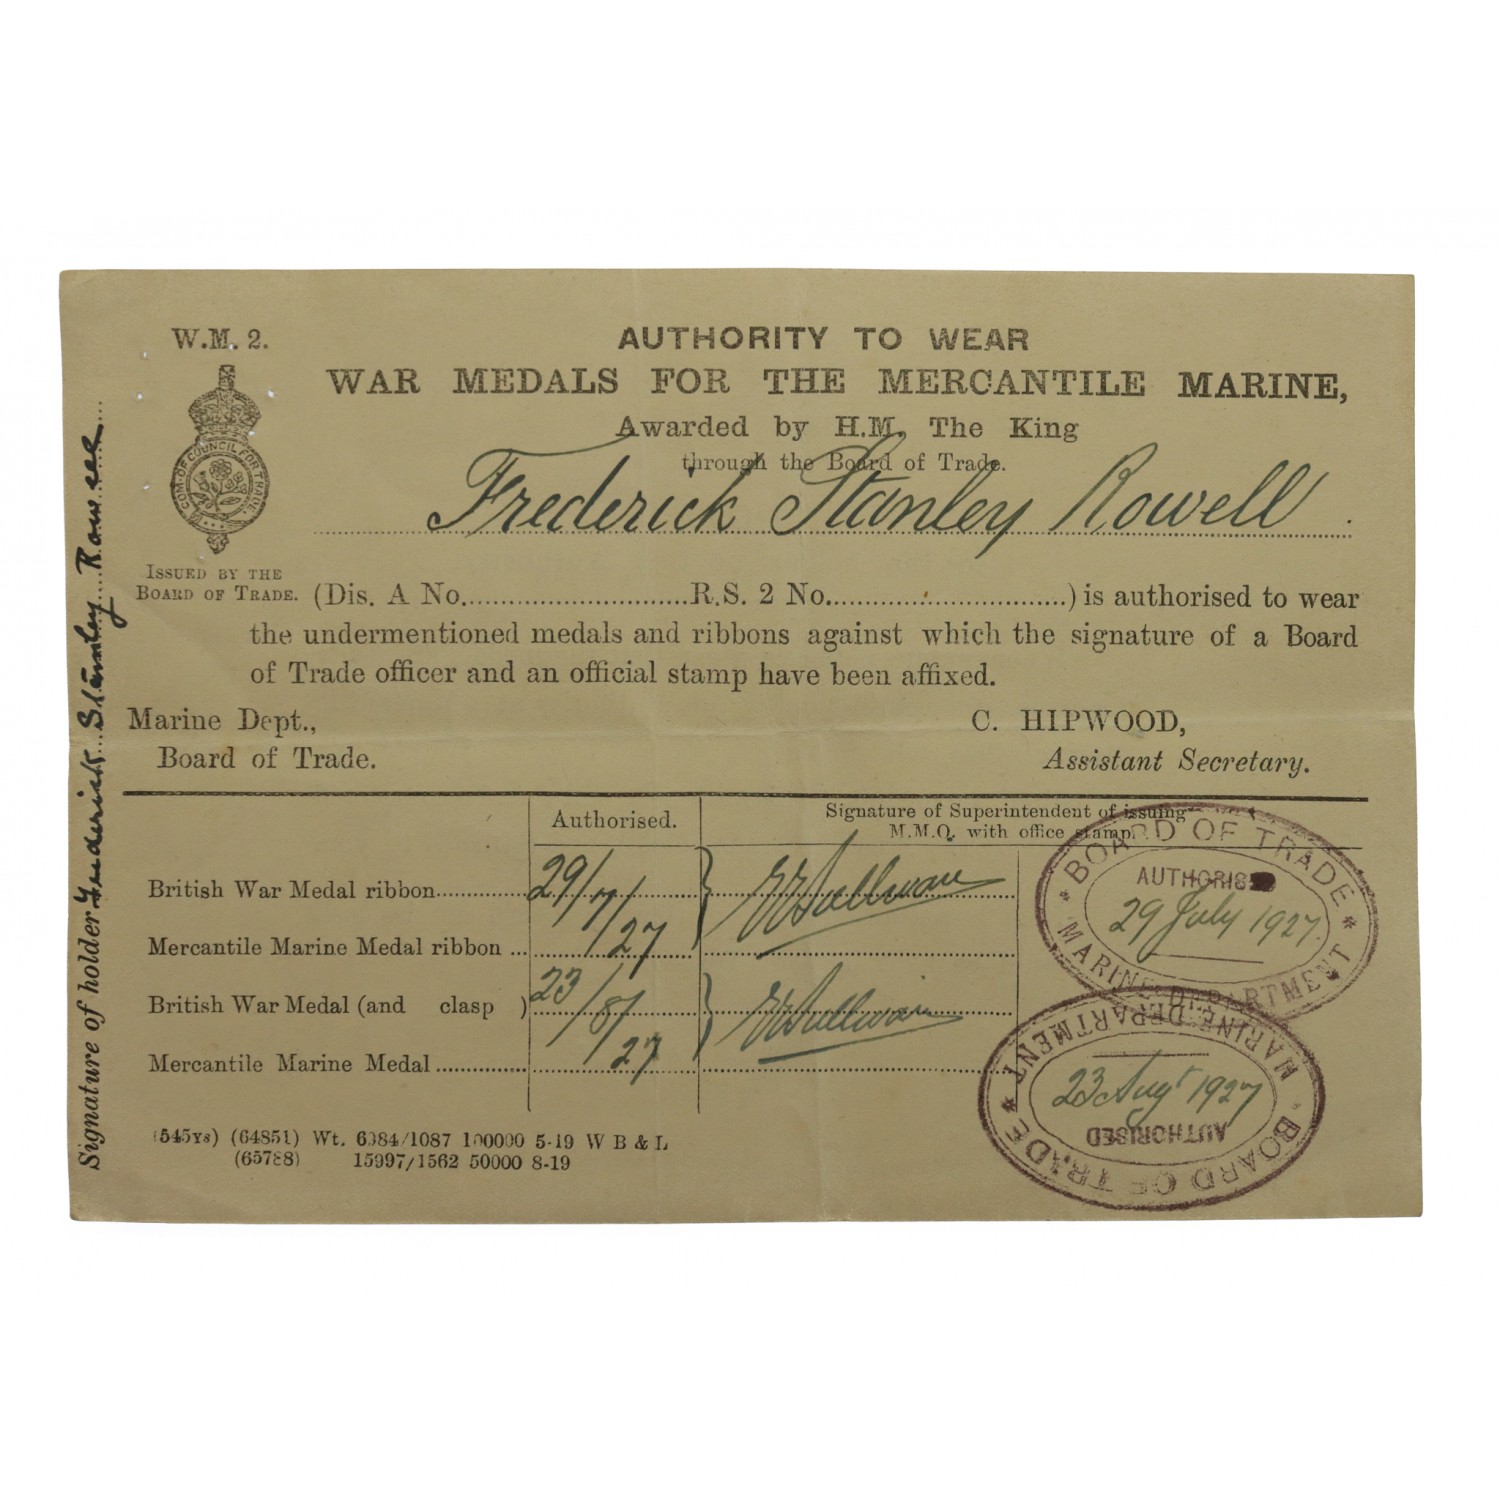 W.M. 2.
AUTHORITY TO WEAR
WAR MEDALS FOR THE MERCANTILE MARINE,
Awarded by H.M. The King
through the Board of Trade.
Frederick Stanley Rowell
COM. OF COUNCIL FOR TRADE
ISSUED BY THE
BOARD OF TRADE.
(Dis. A No. R.S. 2 No. ) is authorised to wear
the undermentioned medals and ribbons against which the signature of a Board
of Trade officer and an official stamp have been affixed.
Marine Dept.,
Board of Trade.
C. HIPWOOD,
Assistant Secretary.
Authorised.
Signature of Superintendent of issuing
M.M.O. with office stamp.
British War Medal ribbon 29/7/27
Mercantile Marine Medal ribbon
British War Medal (and clasp ) 23/8/27
Mercantile Marine Medal
BOARD OF TRADE
AUTHORISED
29 July 1927.
MARINE DEPARTMENT
MARINE DEPARTMENT
23 Augt 1927
AUTHORISED
BOARD OF TRADE
(545Ys) (64851) Wt. 6984/1087 100000 5-19 W B & L
(65788) 15997/1562 50000 8-19
Signature of holder Frederick Stanley Rowell